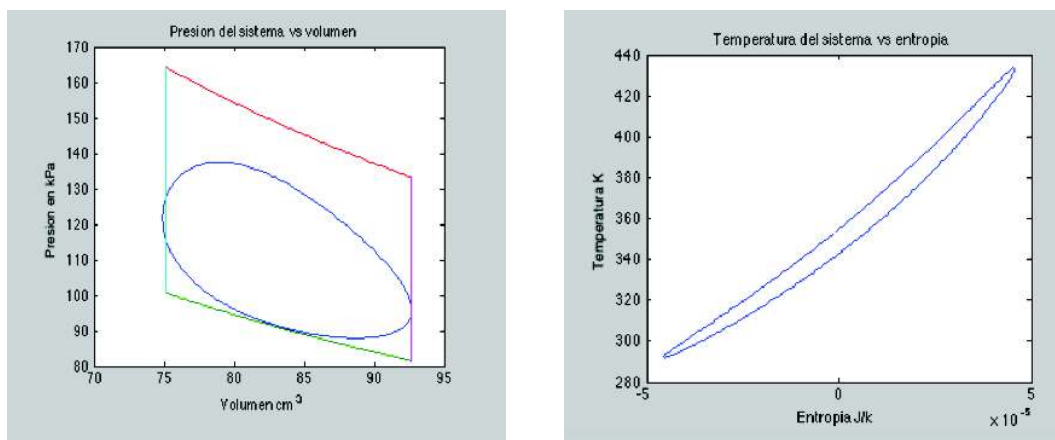 Presion del sistema vs volumen
170
160
150
140
130
120
110
100
90
80
Presion en kPa
70 75 80 85 90 95
Volumen cm³
Temperatura del sistema vs entropia
440
420
400
380
360
340
320
300
280
Temperatura K
-5 0 5
Entropia J/k
x 10⁻⁵